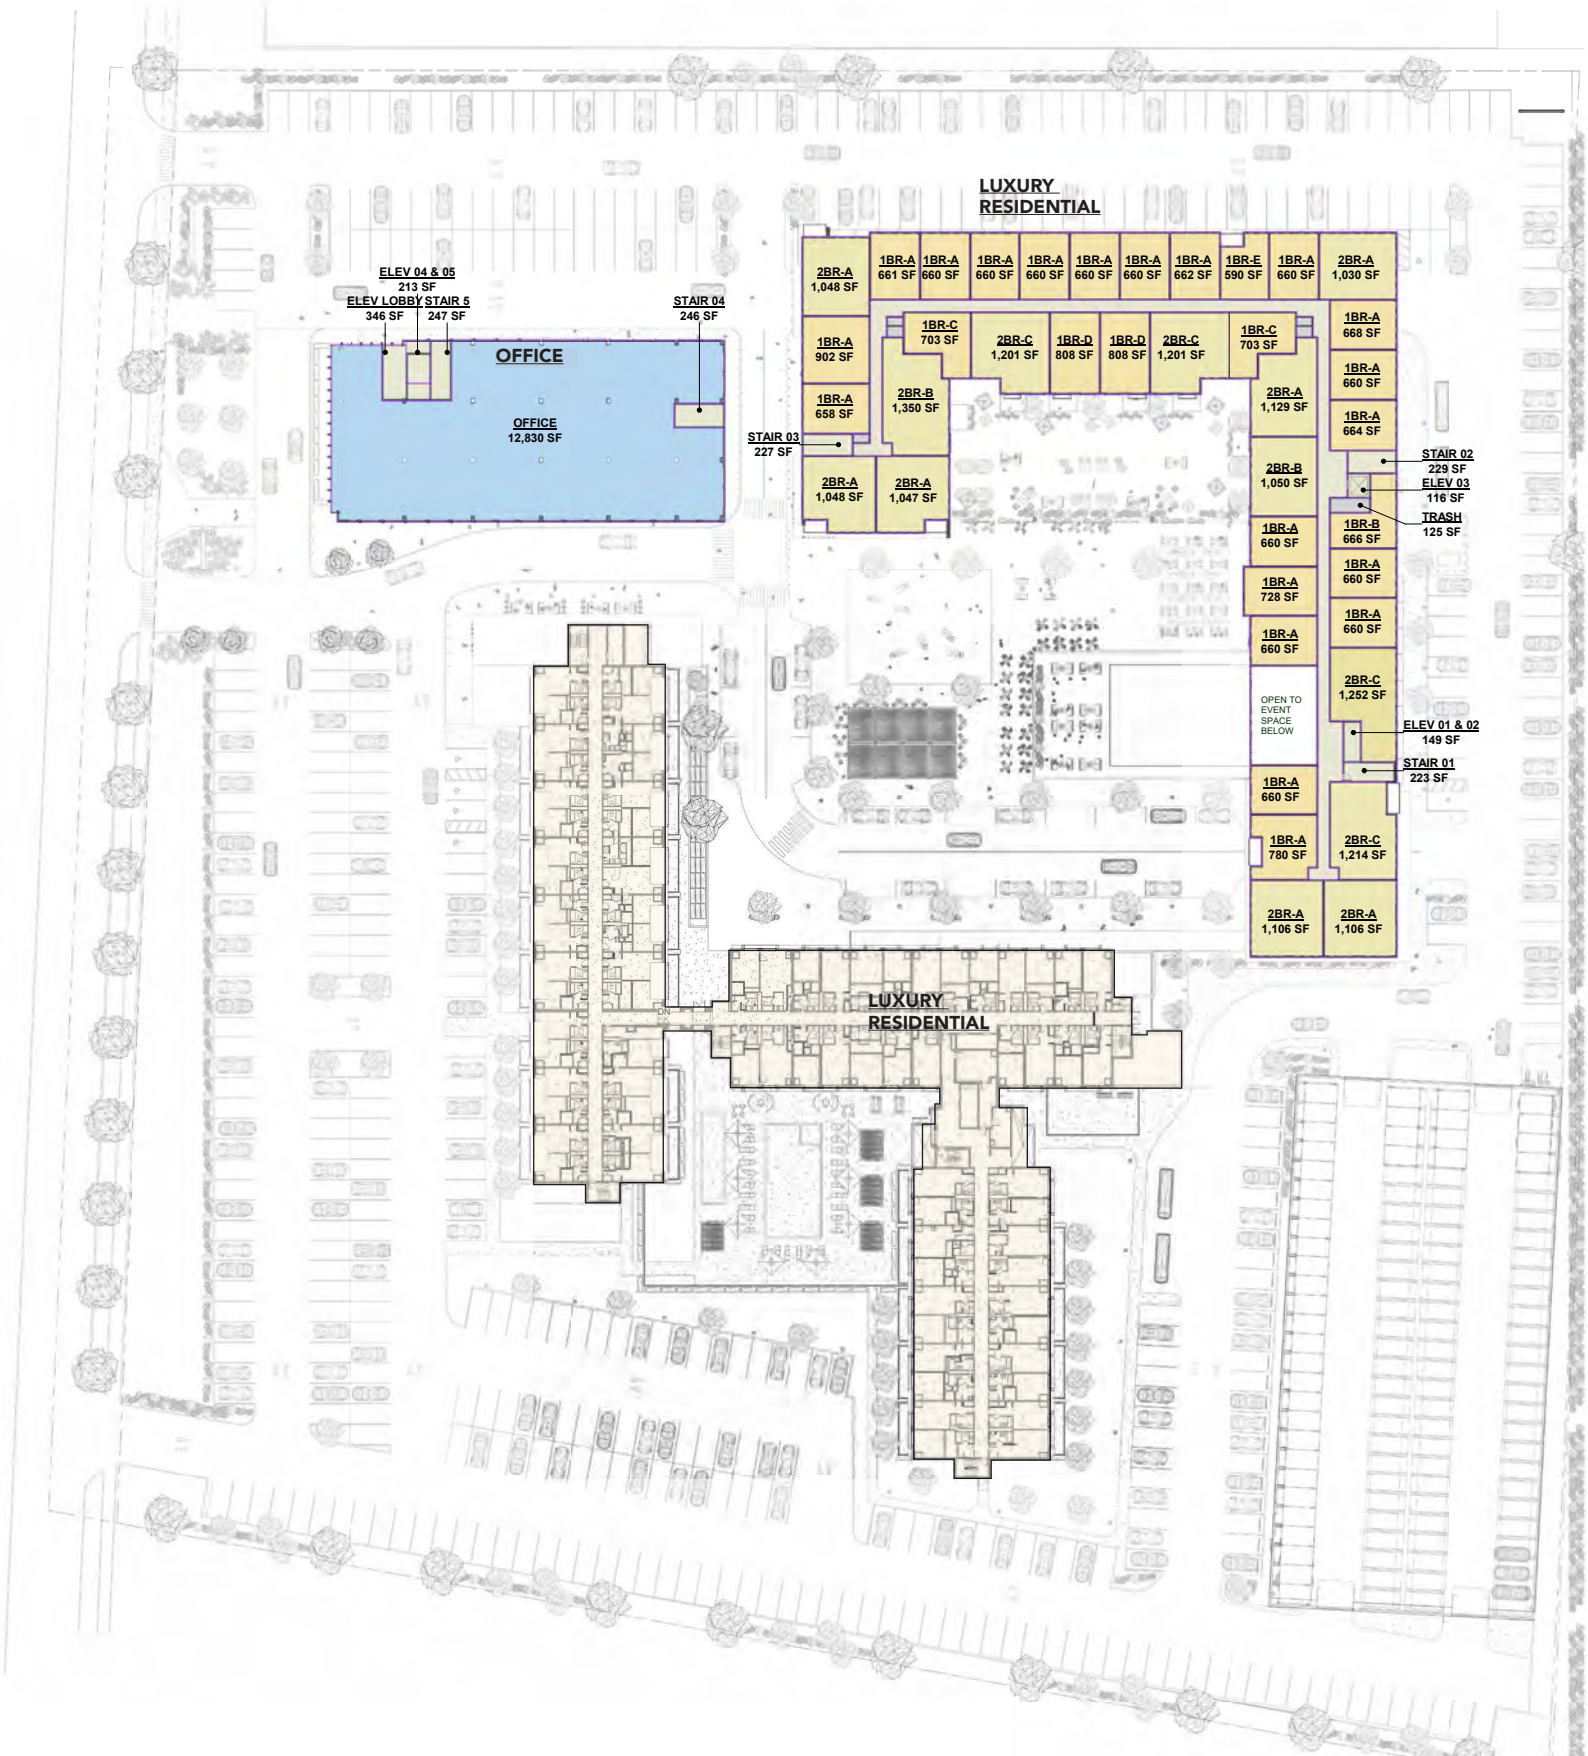 LUXURY
RESIDENTIAL
ELEV 04 & 05
213 SF
ELEV LOBBY
346 SF
STAIR 5
247 SF
STAIR 04
246 SF
OFFICE
OFFICE
12,830 SF
2BR-A
1,048 SF
1BR-A
661 SF
1BR-A
660 SF
1BR-A
660 SF
1BR-A
660 SF
1BR-A
660 SF
1BR-A
660 SF
1BR-A
662 SF
1BR-E
590 SF
1BR-A
660 SF
2BR-A
1,030 SF
1BR-A
902 SF
1BR-A
658 SF
STAIR 03
227 SF
2BR-A
1,048 SF
2BR-A
1,047 SF
2BR-B
1,350 SF
1BR-C
703 SF
2BR-C
1,201 SF
1BR-D
808 SF
1BR-D
808 SF
2BR-C
1,201 SF
1BR-C
703 SF
2BR-A
1,129 SF
2BR-B
1,050 SF
1BR-A
660 SF
1BR-A
728 SF
1BR-A
660 SF
OPEN TO
EVENT
SPACE
BELOW
1BR-A
660 SF
1BR-A
780 SF
2BR-A
1,106 SF
2BR-A
1,106 SF
1BR-A
668 SF
1BR-A
660 SF
1BR-A
664 SF
STAIR 02
229 SF
ELEV 03
116 SF
TRASH
125 SF
1BR-B
666 SF
1BR-A
660 SF
1BR-A
660 SF
2BR-C
1,252 SF
ELEV 01 & 02
149 SF
STAIR 01
223 SF
2BR-C
1,214 SF
LUXURY
RESIDENTIAL
DN